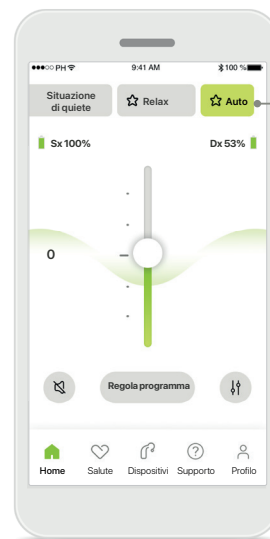 ●●●○○ PH 9:41 AM 100 %
Situazione
di quiete
Relax
Auto
Sx 100% Dx 53%
0
Regola programma
Home Salute Dispositivi Supporto Profilo